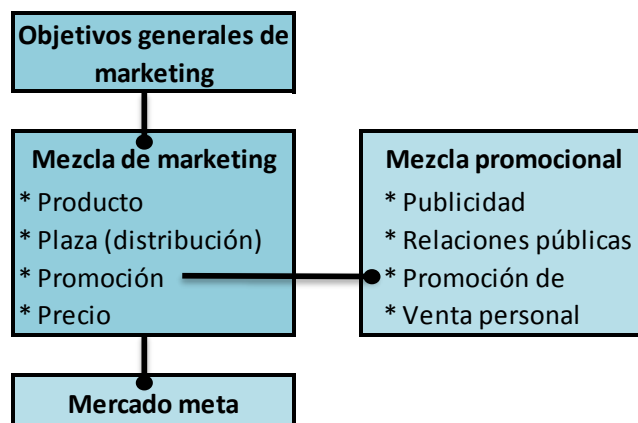 Objetivos generales de
marketing
Mezcla de marketing
* Producto
* Plaza (distribución)
* Promoción
* Precio
Mezcla promocional
* Publicidad
* Relaciones públicas
* Promoción de
* Venta personal
Mercado meta